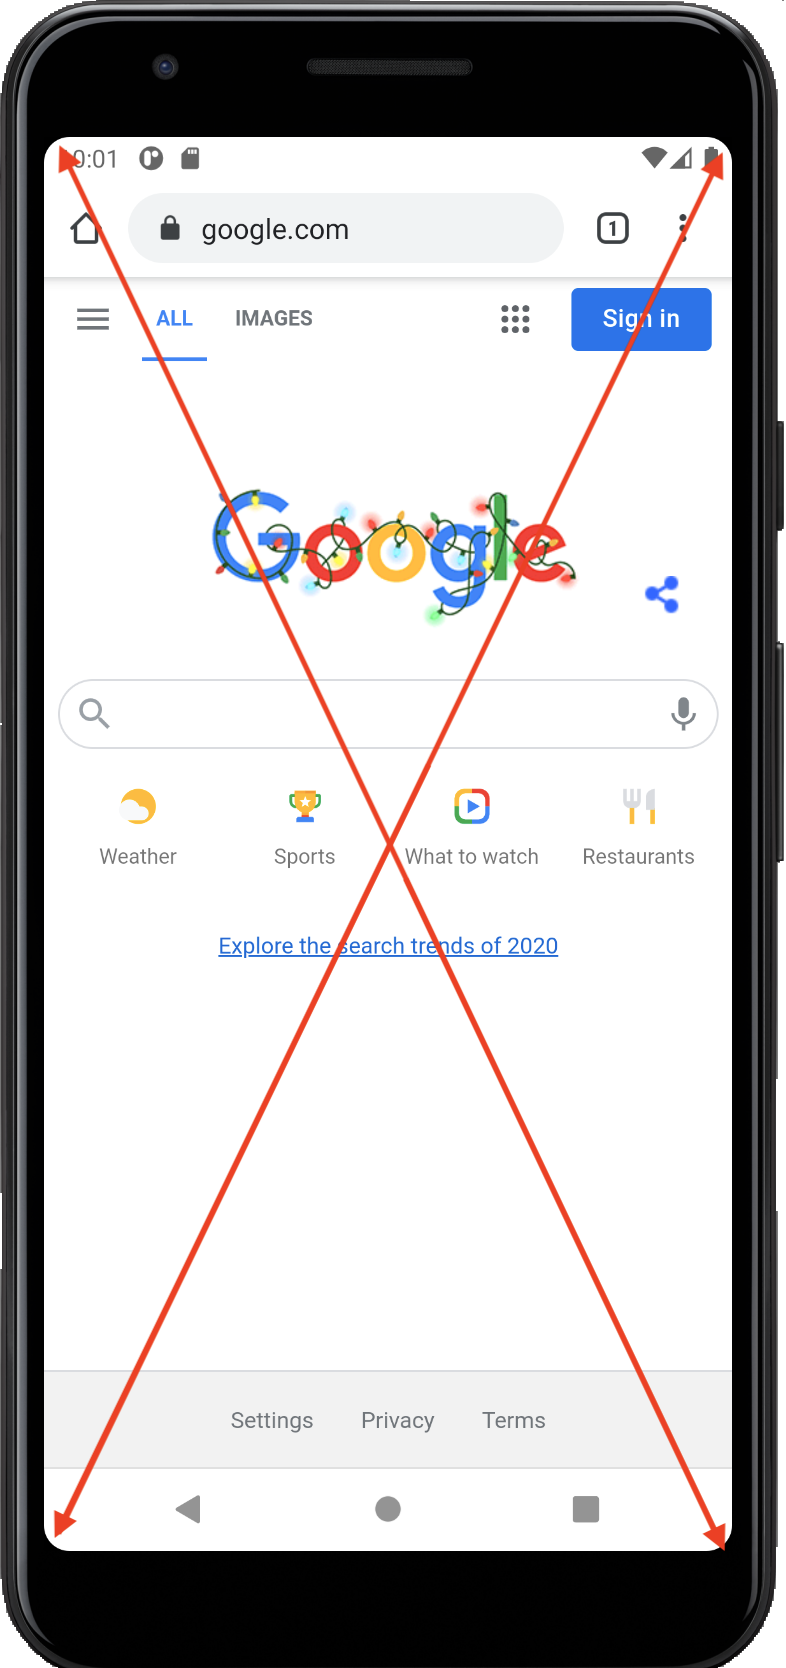 0:01
google.com
1
ALL IMAGES Sign in
Google
Weather Sports What to watch Restaurants
Explore the search trends of 2020
Settings Privacy Terms